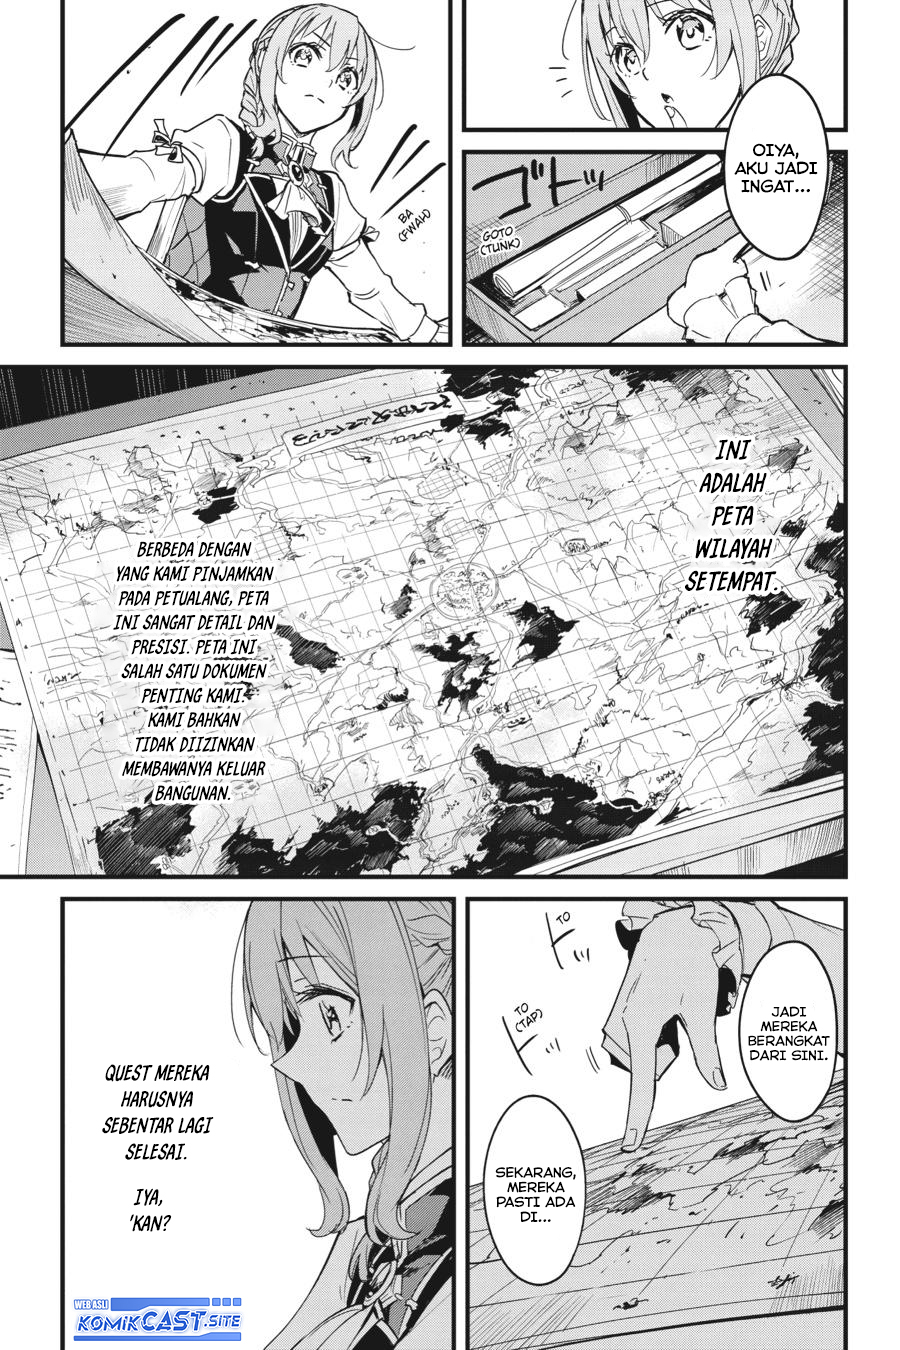 OIYA,
AKU JADI
INGAT...
ゴトッ
GOTO
(TUNK)
BA
(FWAL)
INI
ADALAH
PETA
WILAYAH
SETEMPAT.
BERBEDA DENGAN
YANG KAMI PINJAMKAN
PADA PETUALANG, PETA
INI SANGAT DETAIL DAN
PRESISI. PETA INI
SALAH SATU DOKUMEN
PENTING KAMI.
KAMI BAHKAN
TIDAK DIIZINKAN
MEMBAWANYA KELUAR
BANGUNAN.
JADI
MEREKA
BERANGKAT
DARI SINI.
TO
ト
TO
(TAP)
ト
SEKARANG,
MEREKA
PASTI ADA
DI...
QUEST MEREKA
HARUSNYA
SEBENTAR LAGI
SELESAI.
IYA,
'KAN?
WEB ASLI
KOMIKCAST.SITE